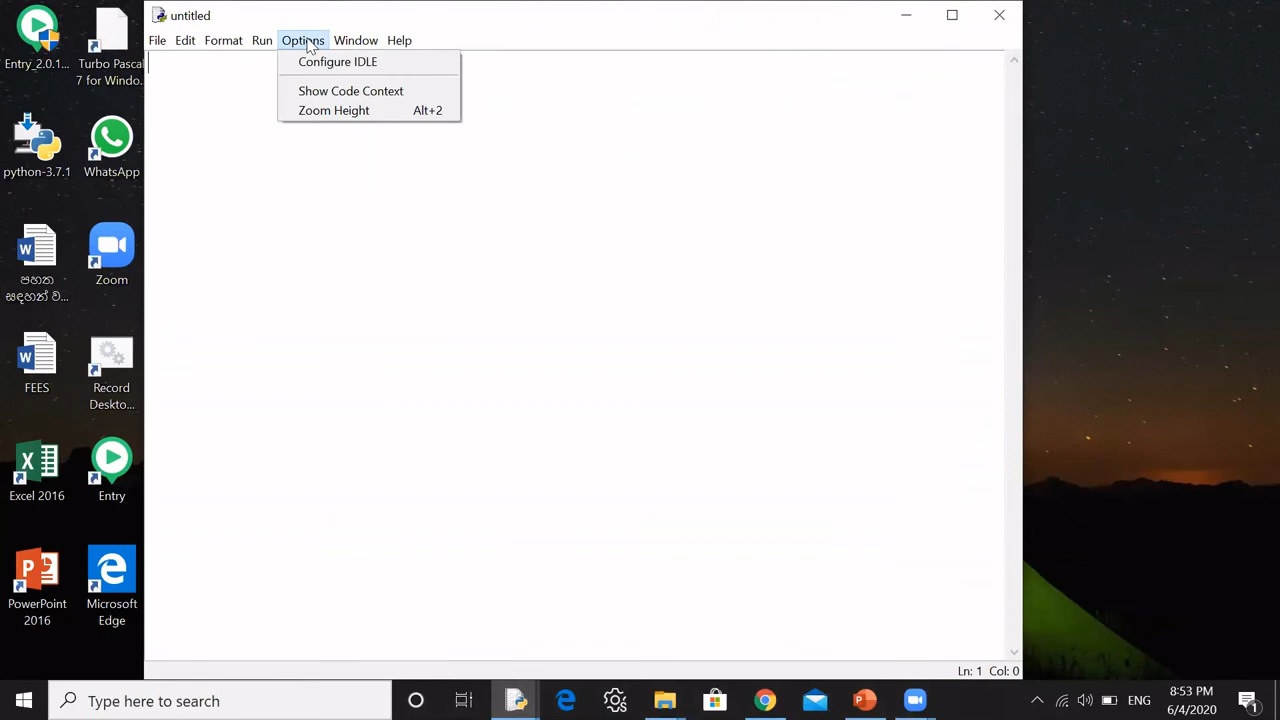 untitled
File Edit Format Run Options Window Help
Configure IDLE
Show Code Context
Zoom Height Alt+2
Entry_2.0.1...
Turbo Pascal
7 for Windo...
python-3.7.1
WhatsApp
පහත
සඳහන් ව...
Zoom
FEES
Record
Deskto...
Excel 2016
Entry
PowerPoint
2016
Microsoft
Edge
Ln: 1 Col: 0
Type here to search
ENG
8:53 PM
6/4/2020
1